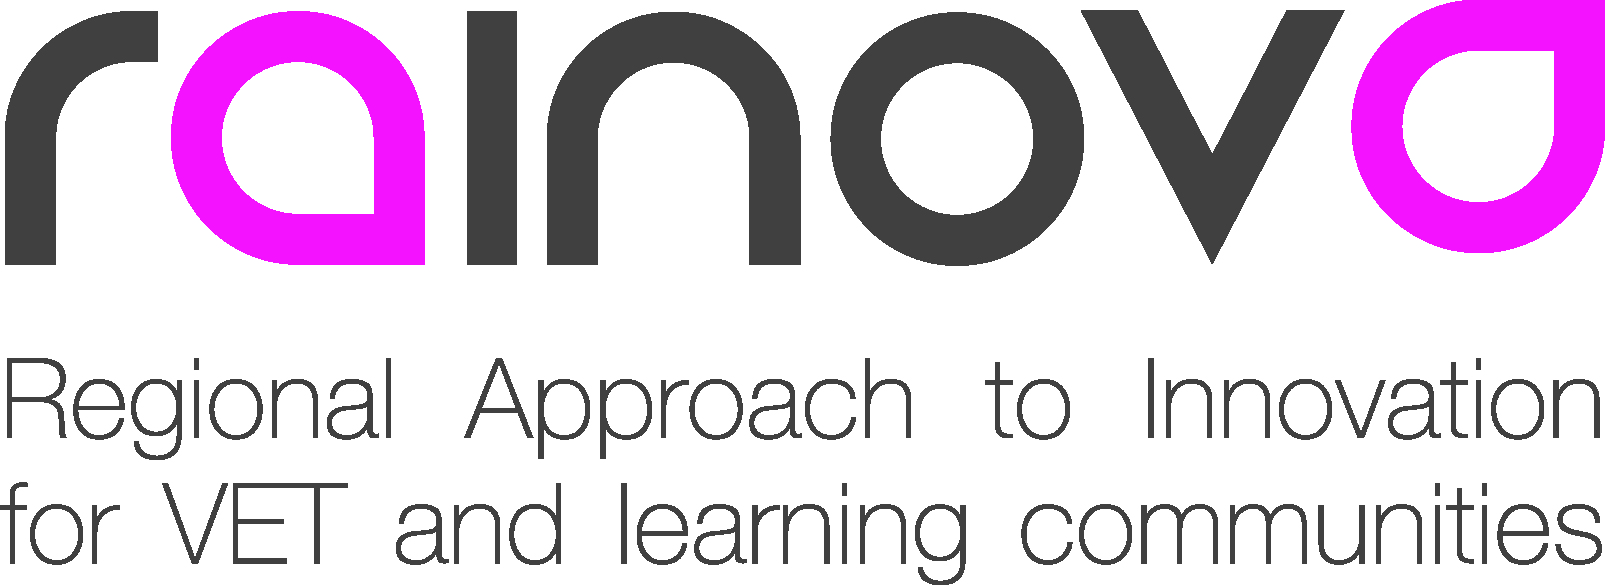 rainova
Regional Approach to Innovation
for VET and learning communities